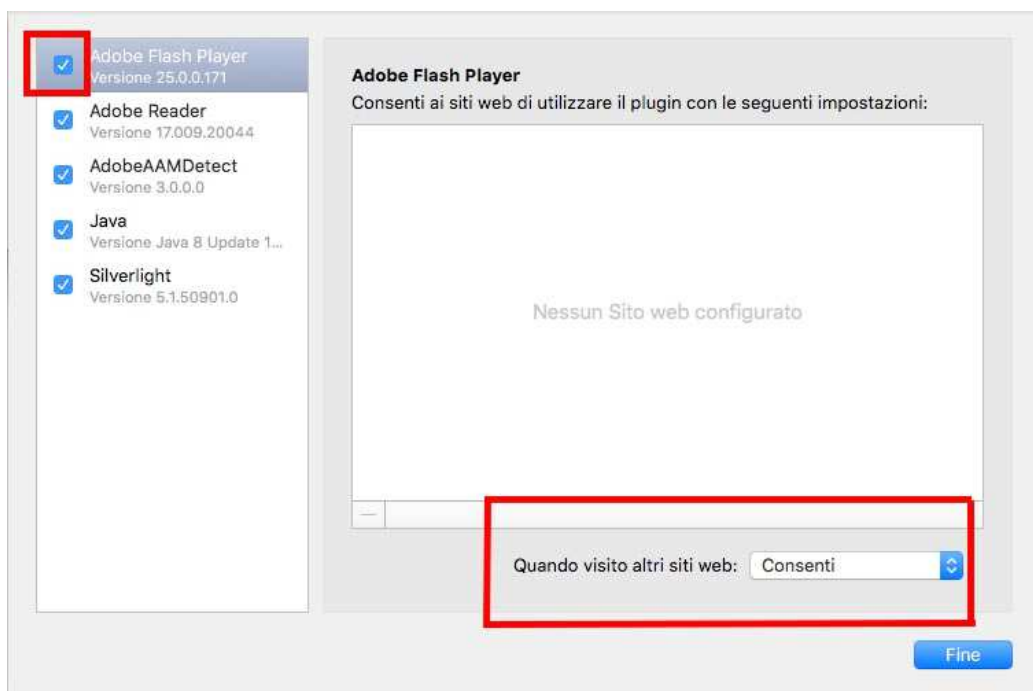 Adobe Flash Player
Versione 25.0.0.171
Adobe Reader
Versione 17.009.20044
AdobeAAMDetect
Versione 3.0.0.0
Java
Versione Java 8 Update 1...
Silverlight
Versione 5.1.50901.0
Adobe Flash Player
Consenti ai siti web di utilizzare il plugin con le seguenti impostazioni:
Nessun Sito web configurato
Quando visito altri siti web: Consenti
Fine